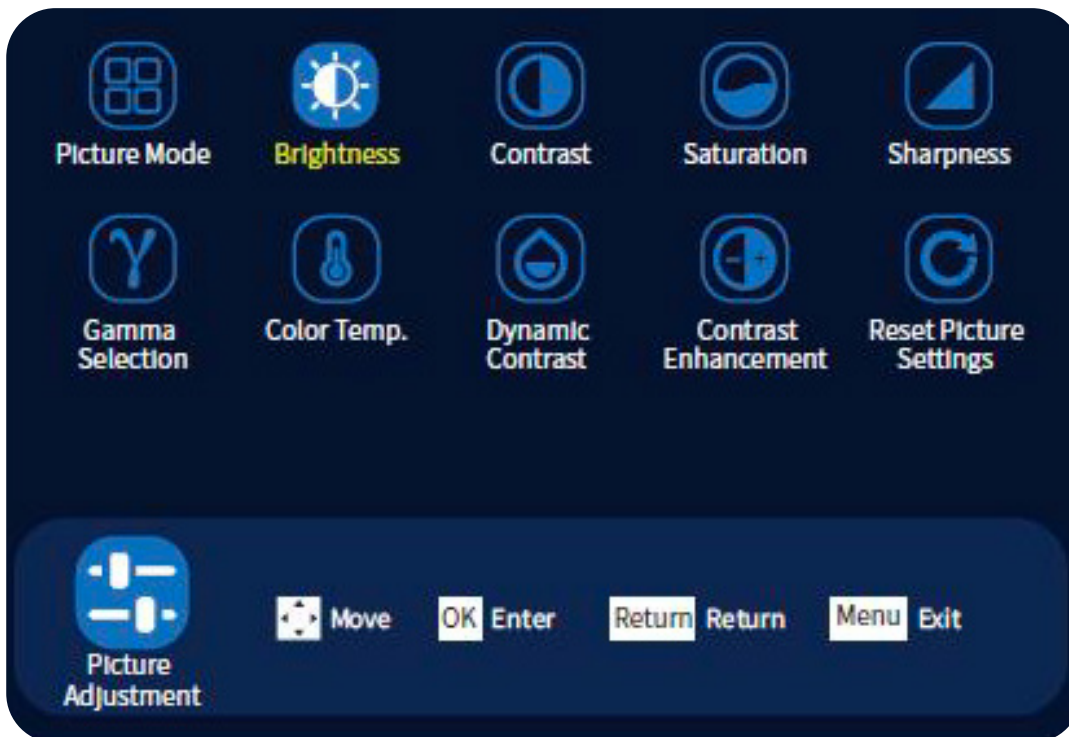 Picture Mode
Brightness
Contrast
Saturation
Sharpness
Gamma
Selection
Color Temp.
Dynamic
Contrast
Contrast
Enhancement
Reset Picture
Settings
Picture
Adjustment
Move
OK Enter
Return Return
Menu Exit